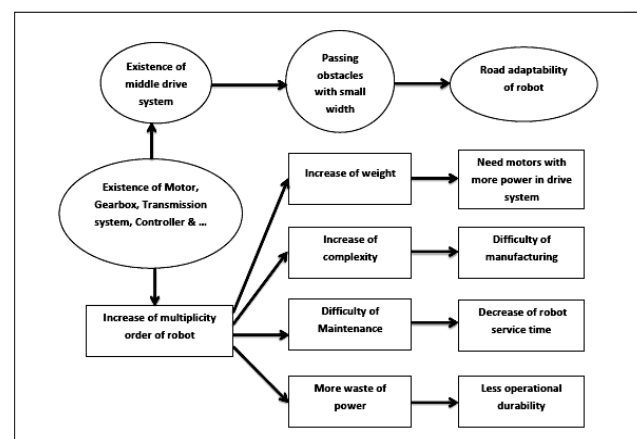 Existence of
middle drive
system
Passing
obstacles
with small
width
Road adaptability
of robot
Existence of Motor,
Gearbox, Transmission
system, Controller & ...
Increase of weight
Need motors with
more power in drive
system
Increase of
complexity
Difficulty of
manufacturing
Increase of multiplicity
order of robot
Difficulty of
Maintenance
Decrease of robot
service time
More waste of
power
Less operational
durability